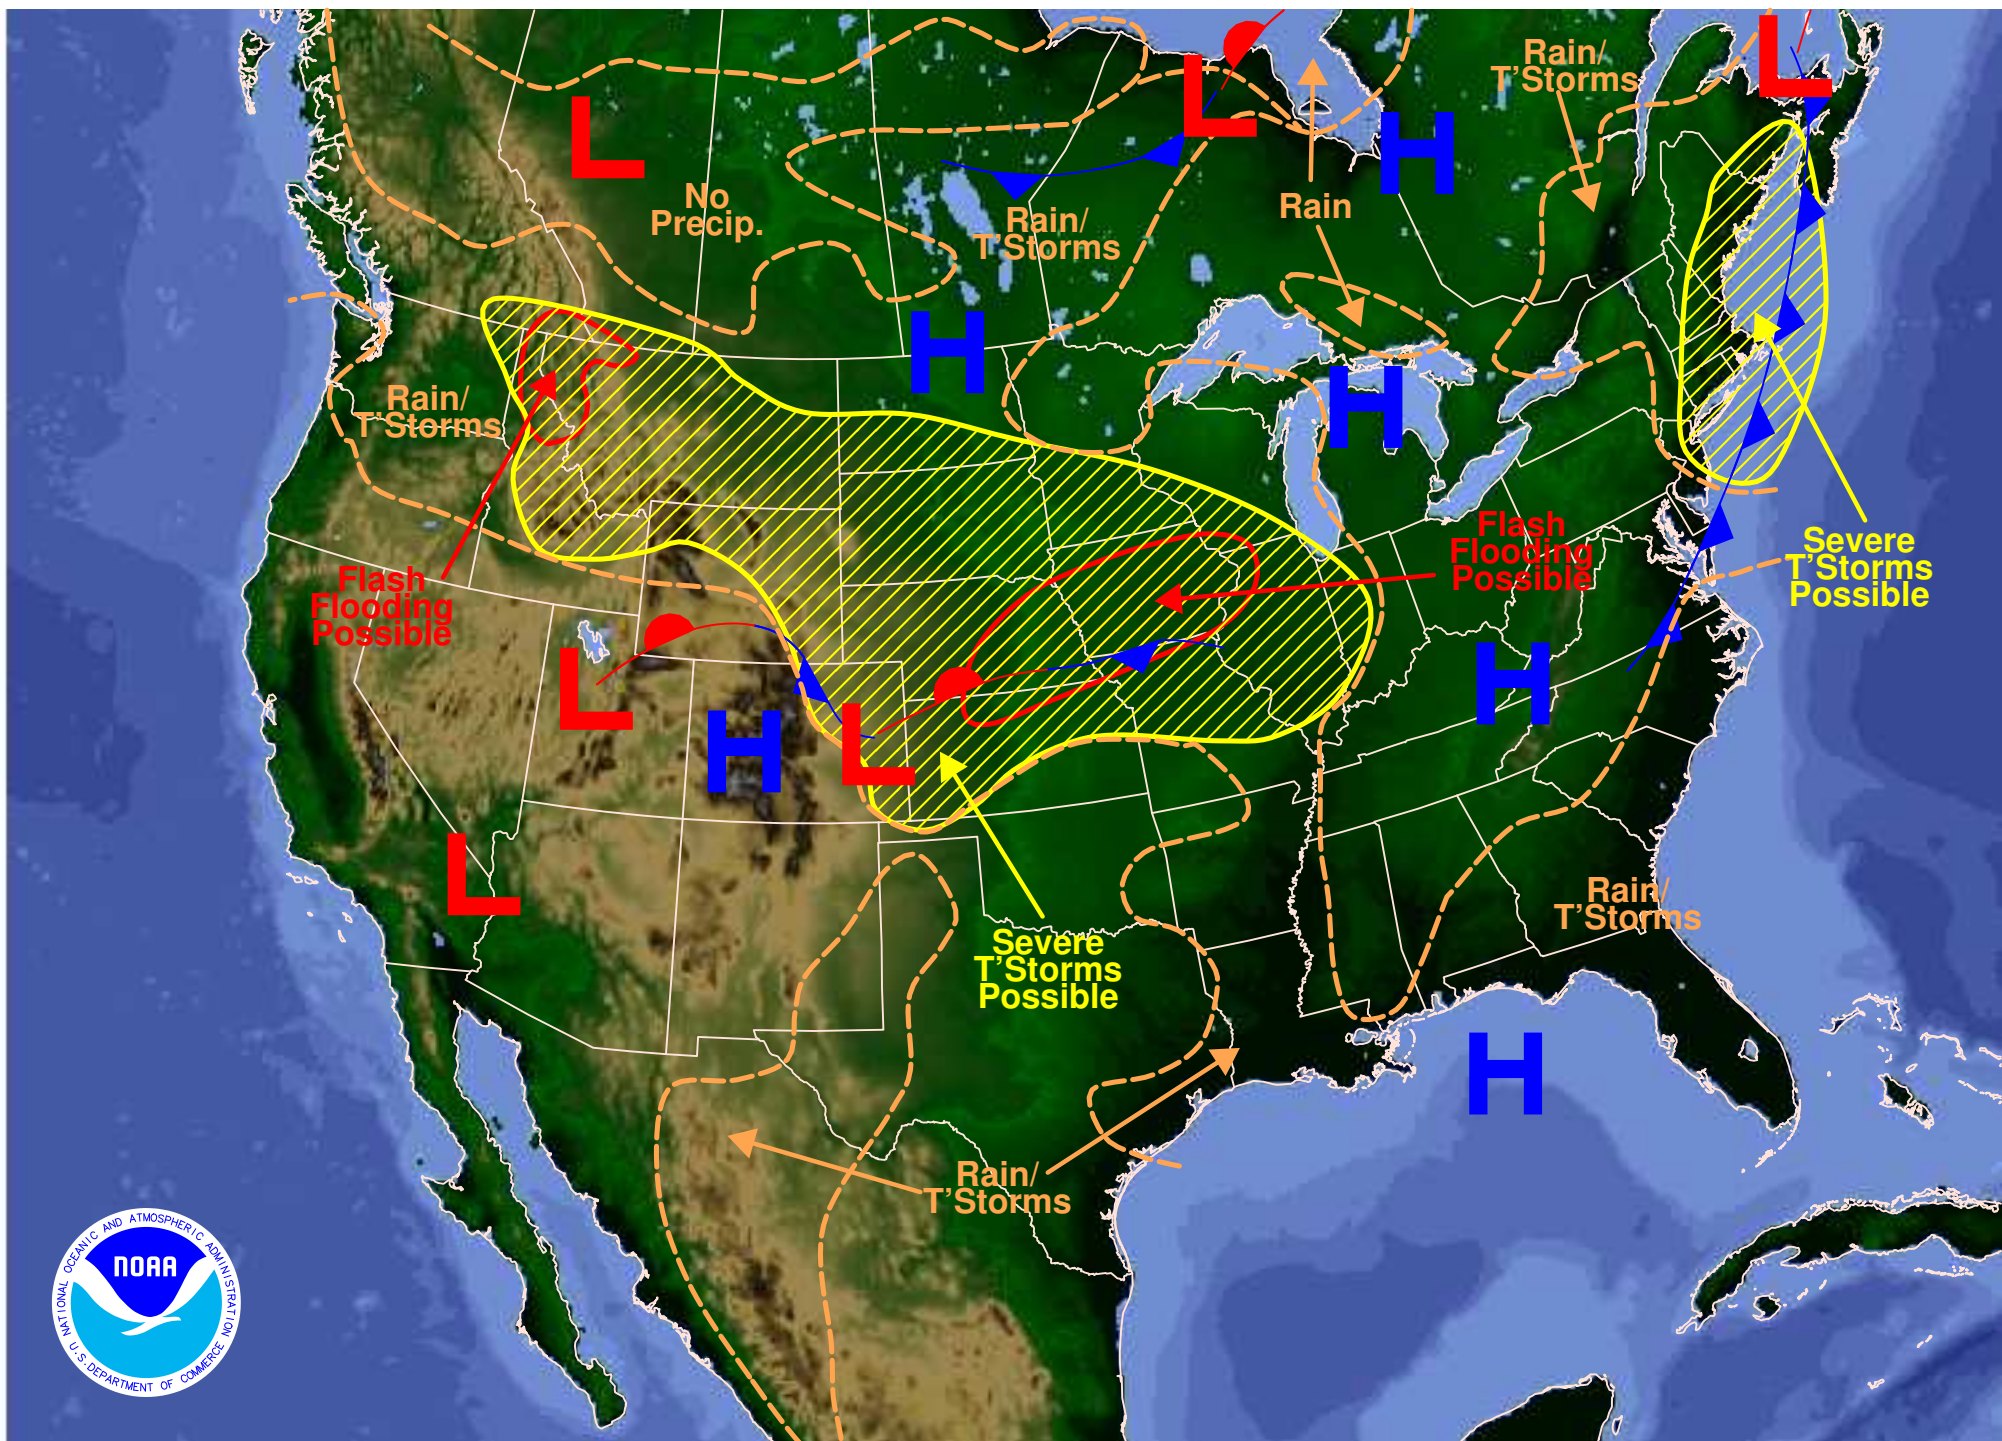 L
L
L
Rain/
T'Storms
H
No
Precip.
Rain/
T'Storms
Rain
H
Rain/
T'Storms
H
Flash
Flooding
Possible
Severe
T'Storms
Possible
Flash
Flooding
Possible
L
H
L
H
L
Rain/
T'Storms
Severe
T'Storms
Possible
H
Rain/
T'Storms
NATIONAL OCEANIC AND ATMOSPHERIC ADMINISTRATION
NOAA
U.S. DEPARTMENT OF COMMERCE